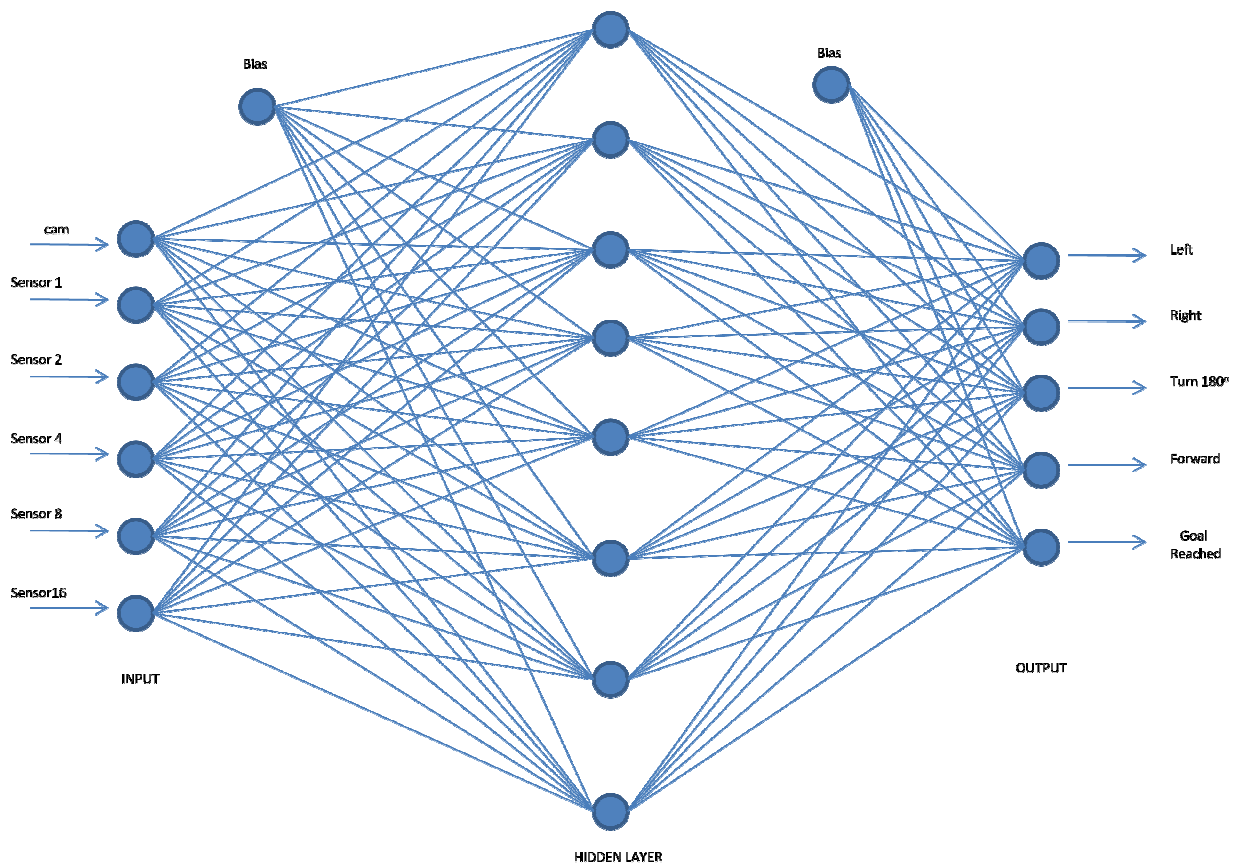 Bias
Bias
cam
Sensor 1
Sensor 2
Sensor 4
Sensor 8
Sensor16
Left
Right
Turn 180°
Forward
Goal
Reached
INPUT
OUTPUT
HIDDEN LAYER